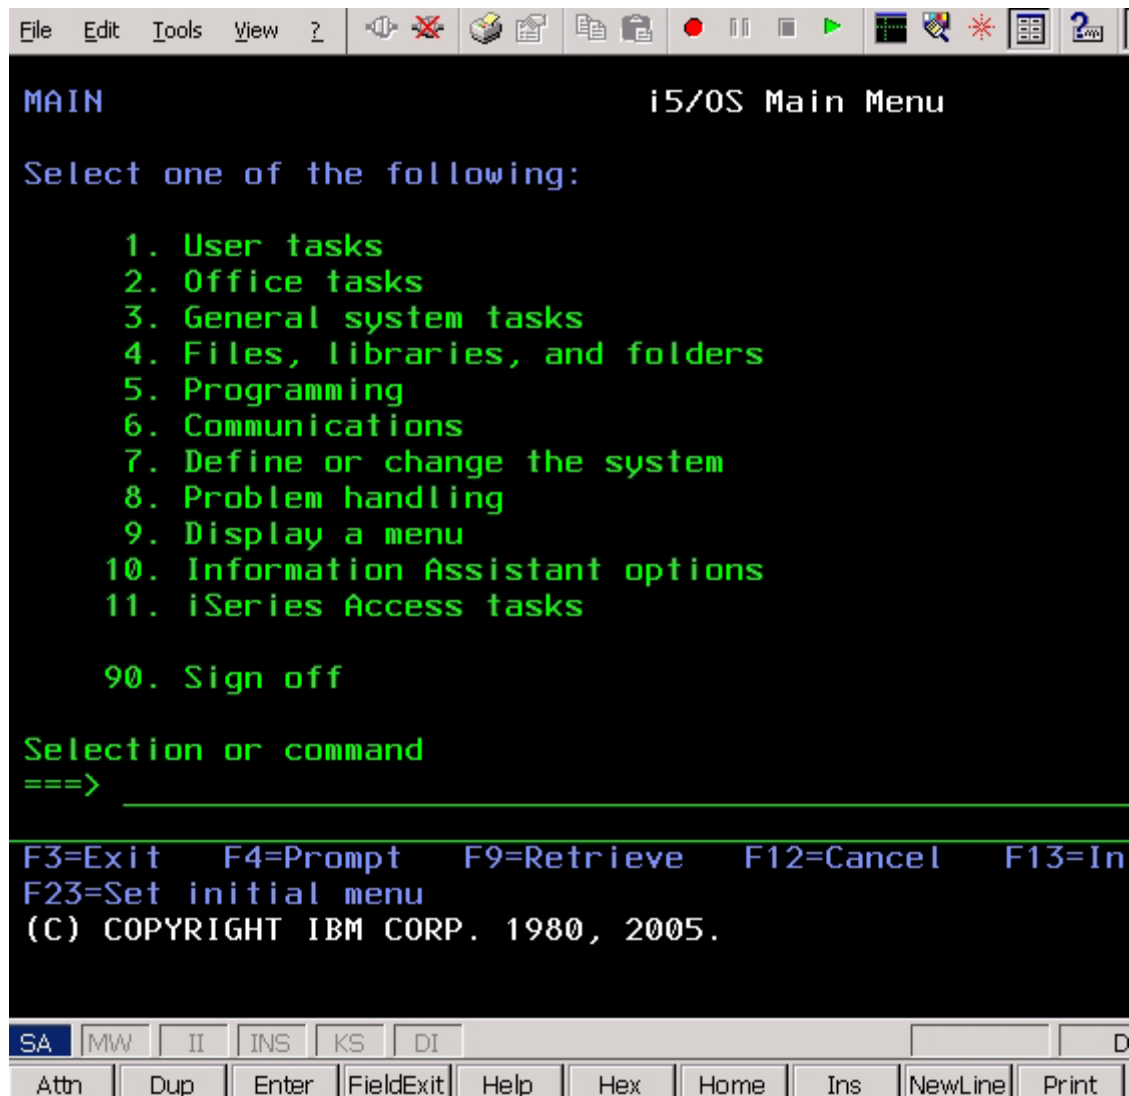 File Edit Tools View ?
MAIN i5/OS Main Menu
Select one of the following:
1. User tasks
2. Office tasks
3. General system tasks
4. Files, libraries, and folders
5. Programming
6. Communications
7. Define or change the system
8. Problem handling
9. Display a menu
10. Information Assistant options
11. iSeries Access tasks
90. Sign off
Selection or command
===>
F3=Exit F4=Prompt F9=Retrieve F12=Cancel F13=In
F23=Set initial menu
(C) COPYRIGHT IBM CORP. 1980, 2005.
SA MW II INS KS DI D
Attn Dup Enter FieldExit Help Hex Home Ins NewLine Print